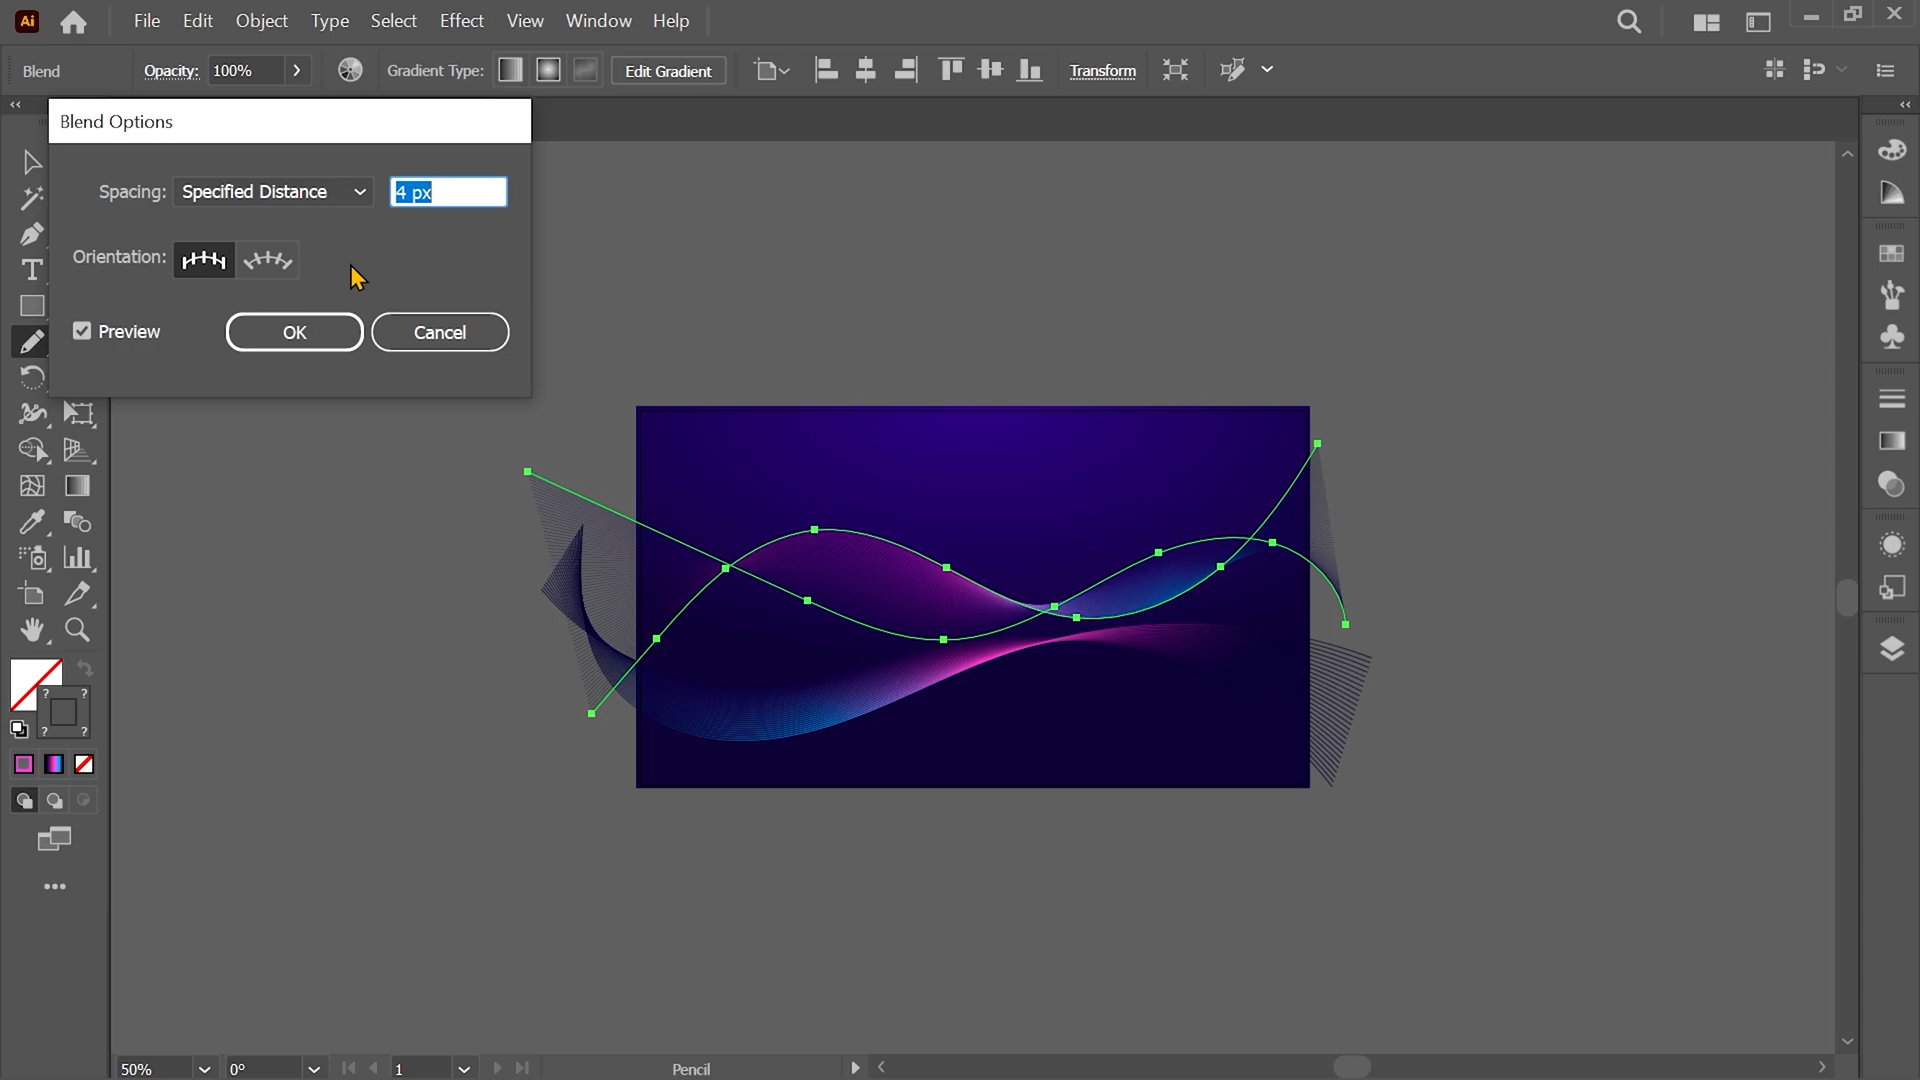 Ai File Edit Object Type Select Effect View Window Help
Blend Opacity: 100% Gradient Type: Edit Gradient Transform
Blend Options
Spacing: Specified Distance 4 px
Orientation:
Preview OK Cancel
T
? ?
? ?
50% 0° 1 Pencil